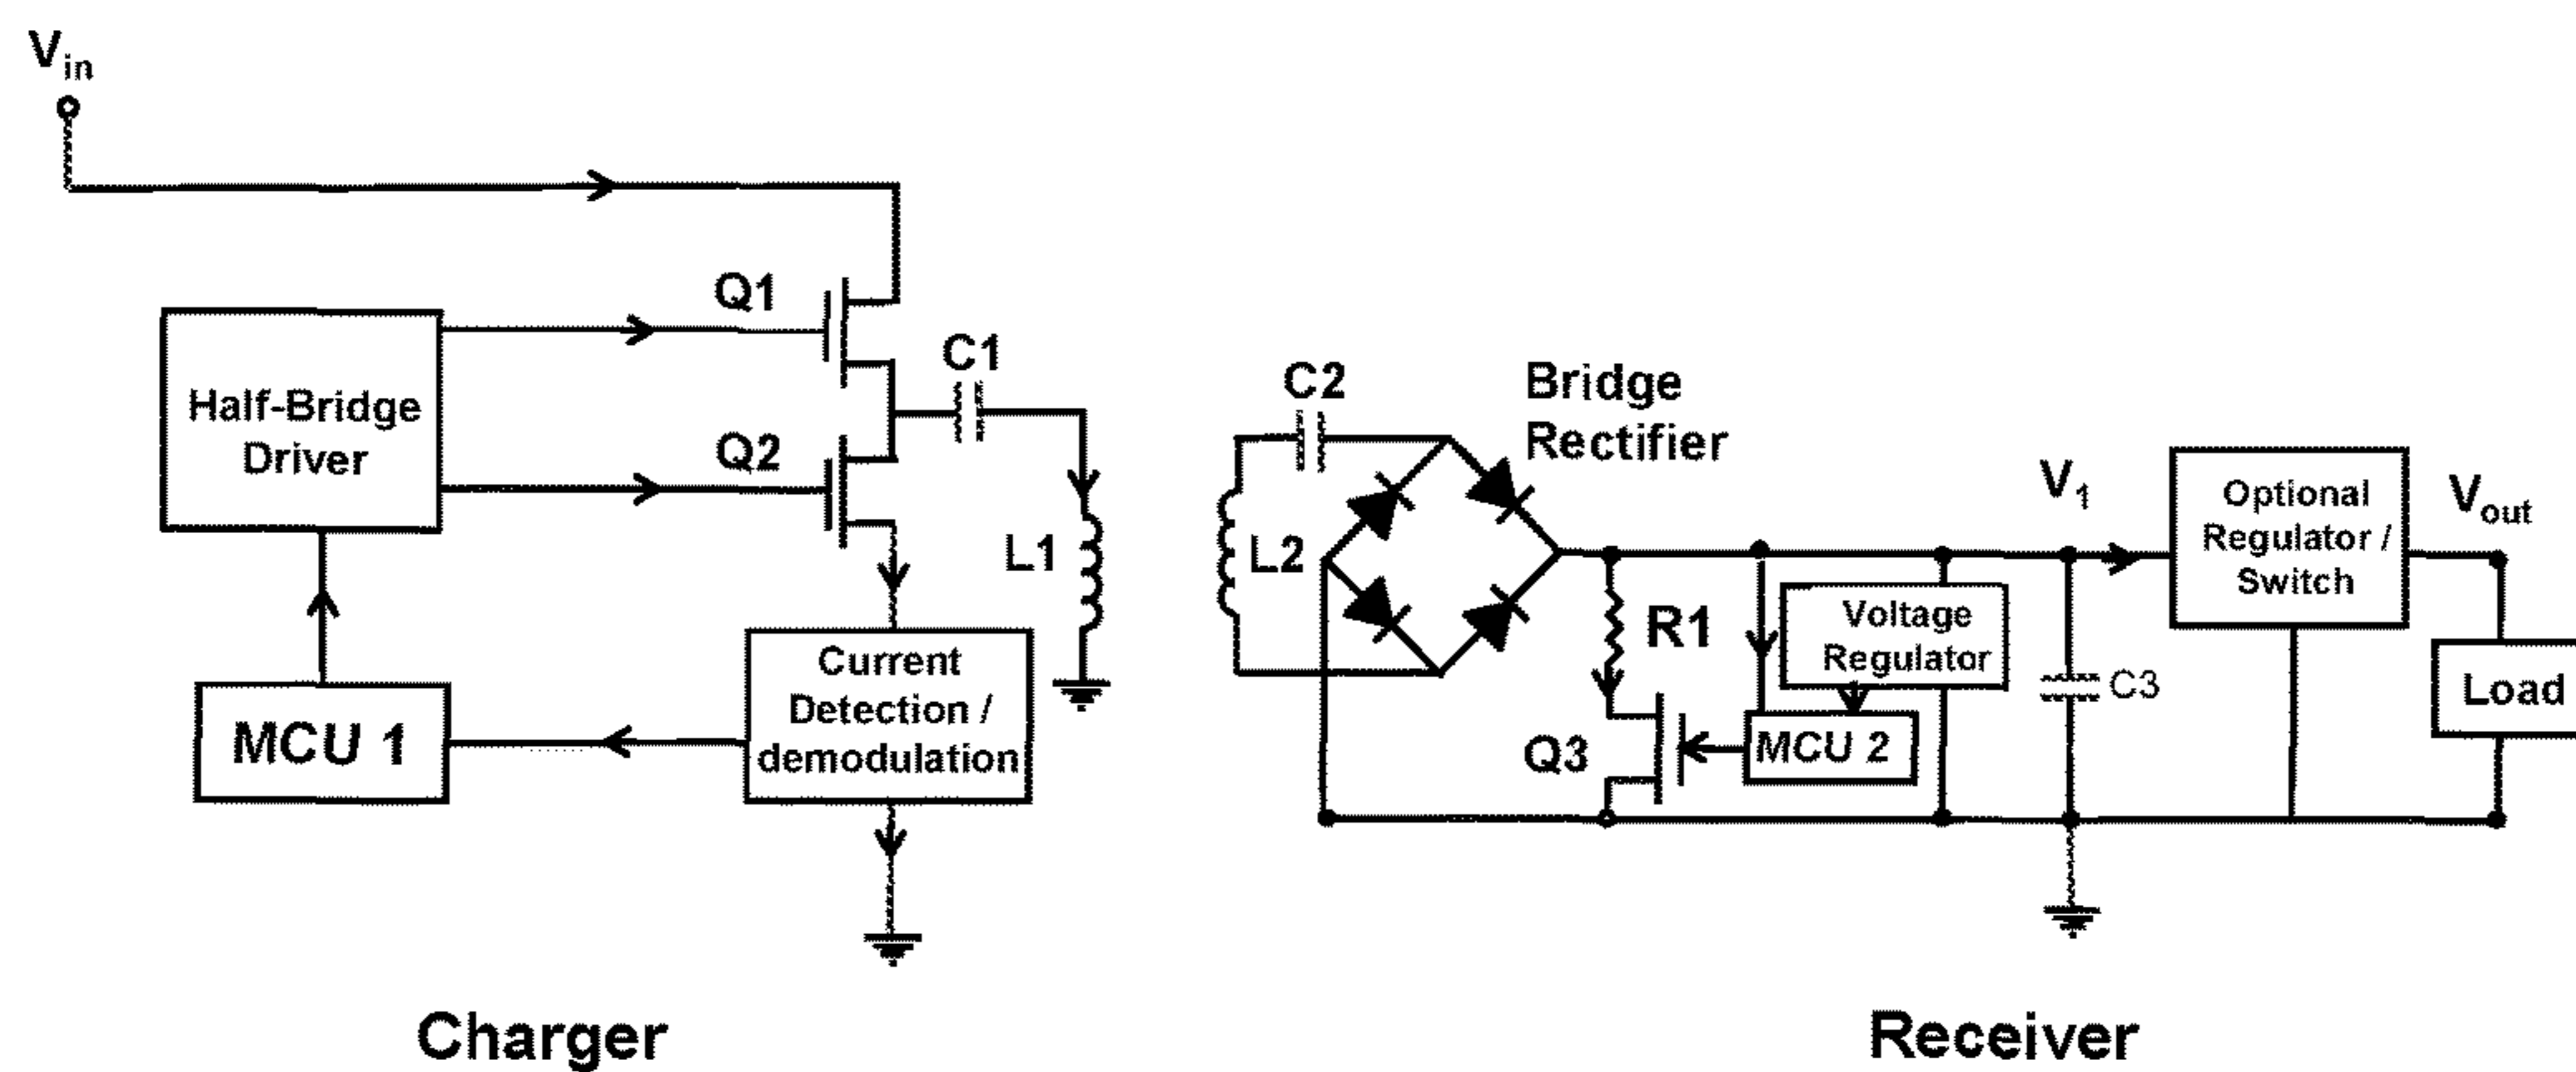 Vin
Q1
Half-Bridge
Driver
C1
Q2
L1
MCU 1
Current
Detection /
demodulation
Charger
C2
Bridge
Rectifier
L2
R1
Q3
Voltage
Regulator
MCU 2
C3
V1
Optional
Regulator /
Switch
Vout
Load
Receiver